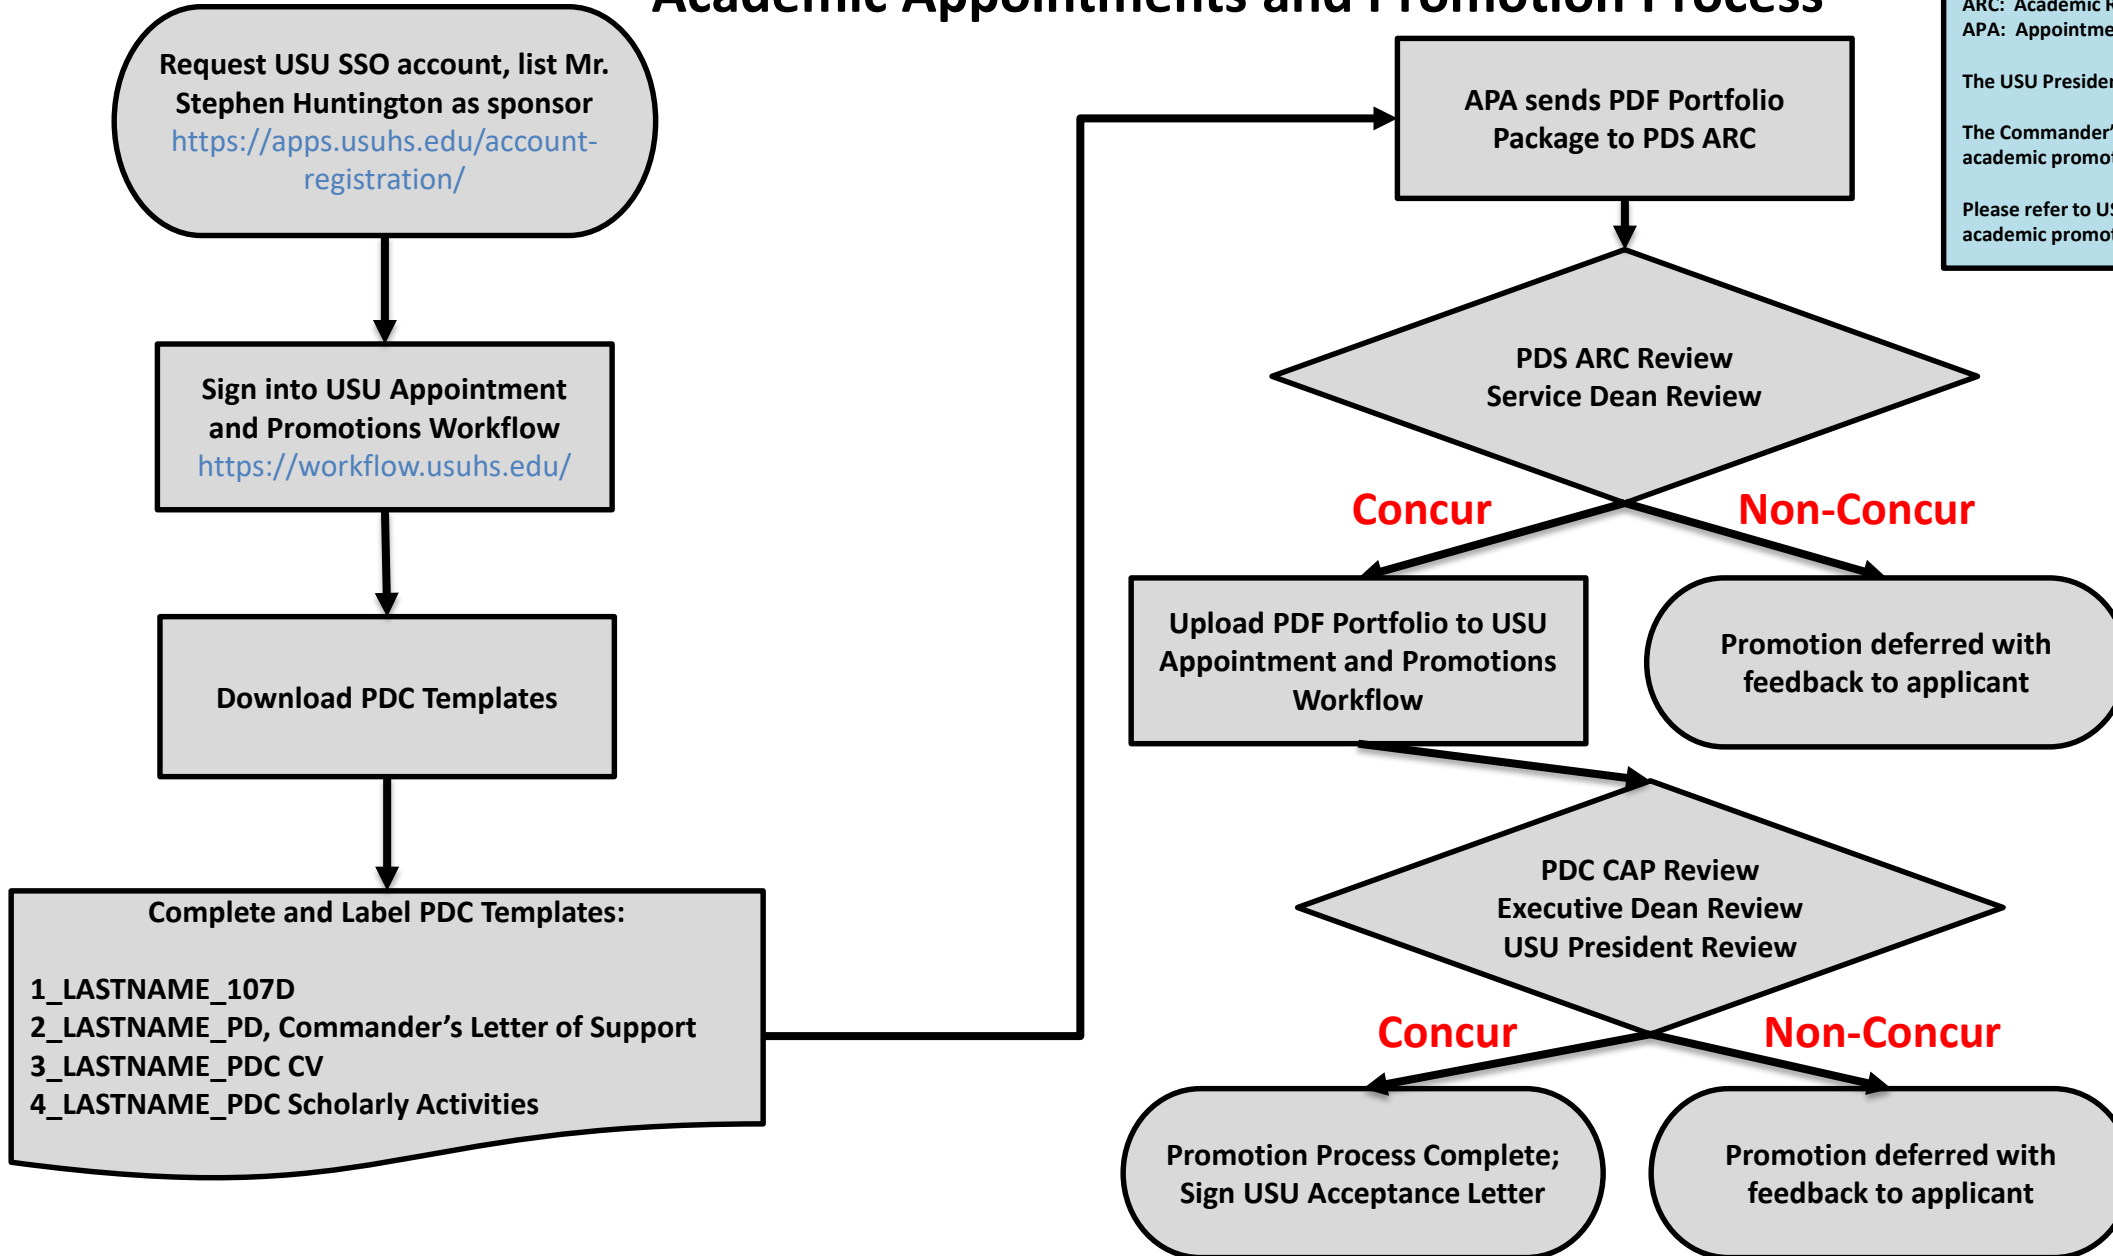 Academic Appointments and Promotion Process
Request USU SSO account, list Mr.
Stephen Huntington as sponsor
https://apps.usuhs.edu/account-
registration/
Sign into USU Appointment
and Promotions Workflow
https://workflow.usuhs.edu/
Download PDC Templates
Complete and Label PDC Templates:
1_LASTNAME_107D
2_LASTNAME_PD, Commander’s Letter of Support
3_LASTNAME_PDC CV
4_LASTNAME_PDC Scholarly Activities
APA sends PDF Portfolio
Package to PDS ARC
PDS ARC Review
Service Dean Review
Concur
Non-Concur
Upload PDF Portfolio to USU
Appointment and Promotions
Workflow
Promotion deferred with
feedback to applicant
PDC CAP Review
Executive Dean Review
USU President Review
Concur
Non-Concur
Promotion Process Complete;
Sign USU Acceptance Letter
Promotion deferred with
feedback to applicant
ARC: Academic
APA:
The USU
The Commander’
academic
Please refer to
academic